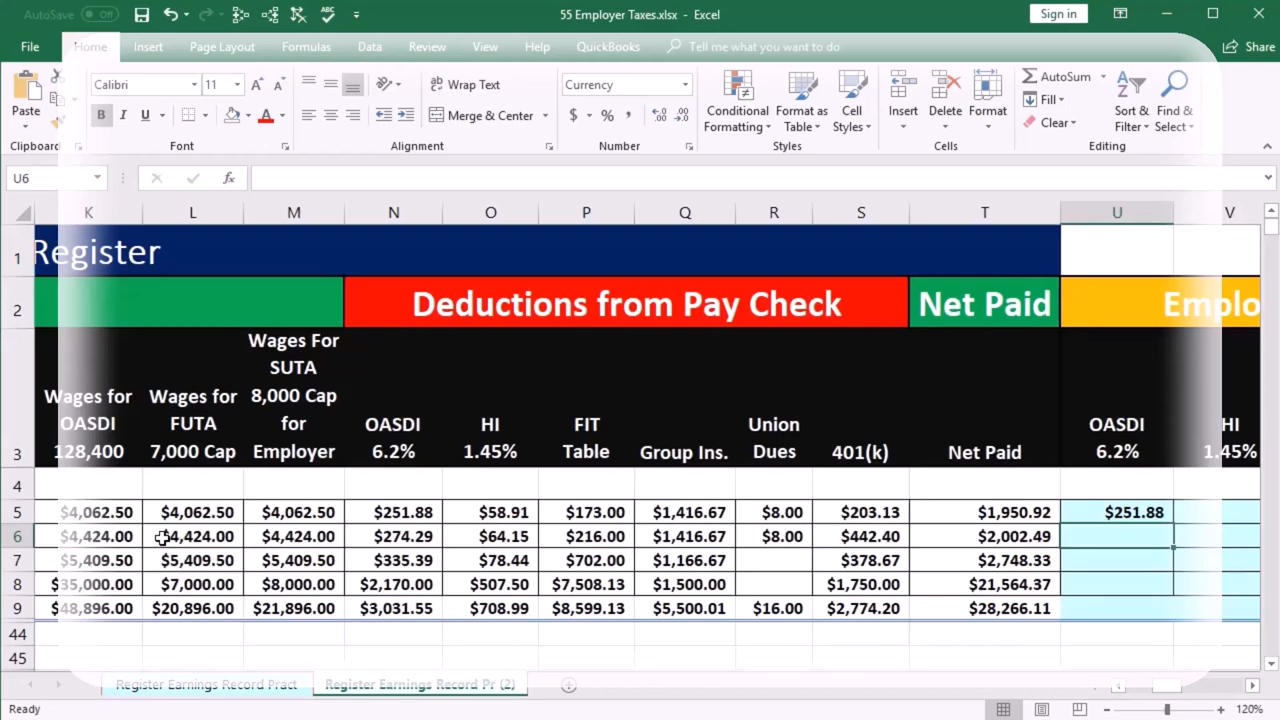 AutoSave Off 55 Employer Taxes.xlsx - Excel Sign in
File Home Insert Page Layout Formulas Data Review View Help QuickBooks Tell me what you want to do Share
Calibri 11 Wrap Text Currency AutoSum
Paste Merge & Center Conditional Formatting Format as Table Cell Styles Insert Delete Format Fill Clear Sort & Filter Find & Select
Clipboard Font Alignment Number Styles Cells Editing
U6 fx
K L M N O P Q R S T U V
1 Register
2 Deductions from Pay Check Net Paid Emplo
Wages For
SUTA
Wages for Wages for 8,000 Cap Union
OASDI FUTA for OASDI HI FIT Dues OASDI HI
3 128,400 7,000 Cap Employer 6.2% 1.45% Table Group Ins. 401(k) Net Paid 6.2% 1.45%
4
5 $4,062.50 $4,062.50 $4,062.50 $251.88 $58.91 $173.00 $1,416.67 $8.00 $203.13 $1,950.92 $251.88
6 $4,424.00 $4,424.00 $4,424.00 $274.29 $64.15 $216.00 $1,416.67 $8.00 $442.40 $2,002.49
7 $5,409.50 $5,409.50 $5,409.50 $335.39 $78.44 $702.00 $1,166.67 $378.67 $2,748.33
8 $35,000.00 $7,000.00 $8,000.00 $2,170.00 $507.50 $7,508.13 $1,500.00 $1,750.00 $21,564.37
9 $48,896.00 $20,896.00 $21,896.00 $3,031.55 $708.99 $8,599.13 $5,500.01 $16.00 $2,774.20 $28,266.11
44
45
Register Earnings Record Pract Register Earnings Record Pr (2)
Ready 120%